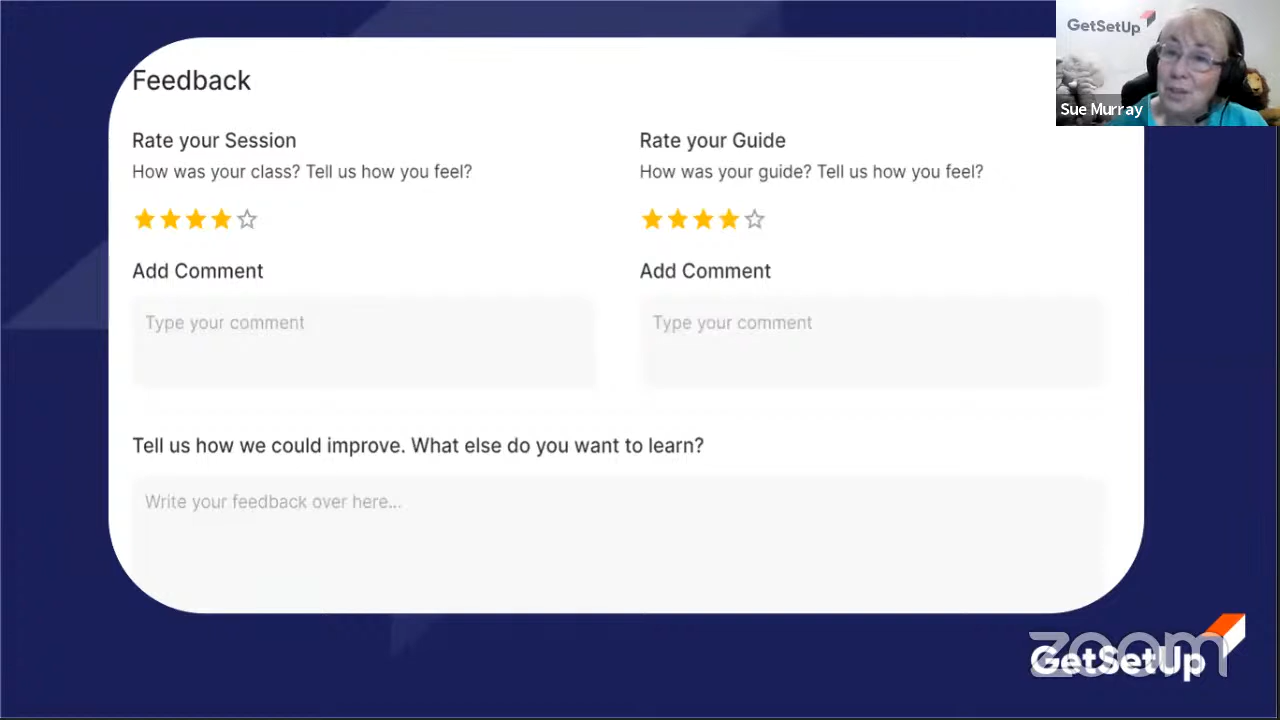 GetSetUp
Sue Murray
Feedback
Rate your Session
How was your class? Tell us how you feel?
Add Comment
Type your comment
Rate your Guide
How was your guide? Tell us how you feel?
Add Comment
Type your comment
Tell us how we could improve. What else do you want to learn?
Write your feedback over here...
zoom
GetSetUp